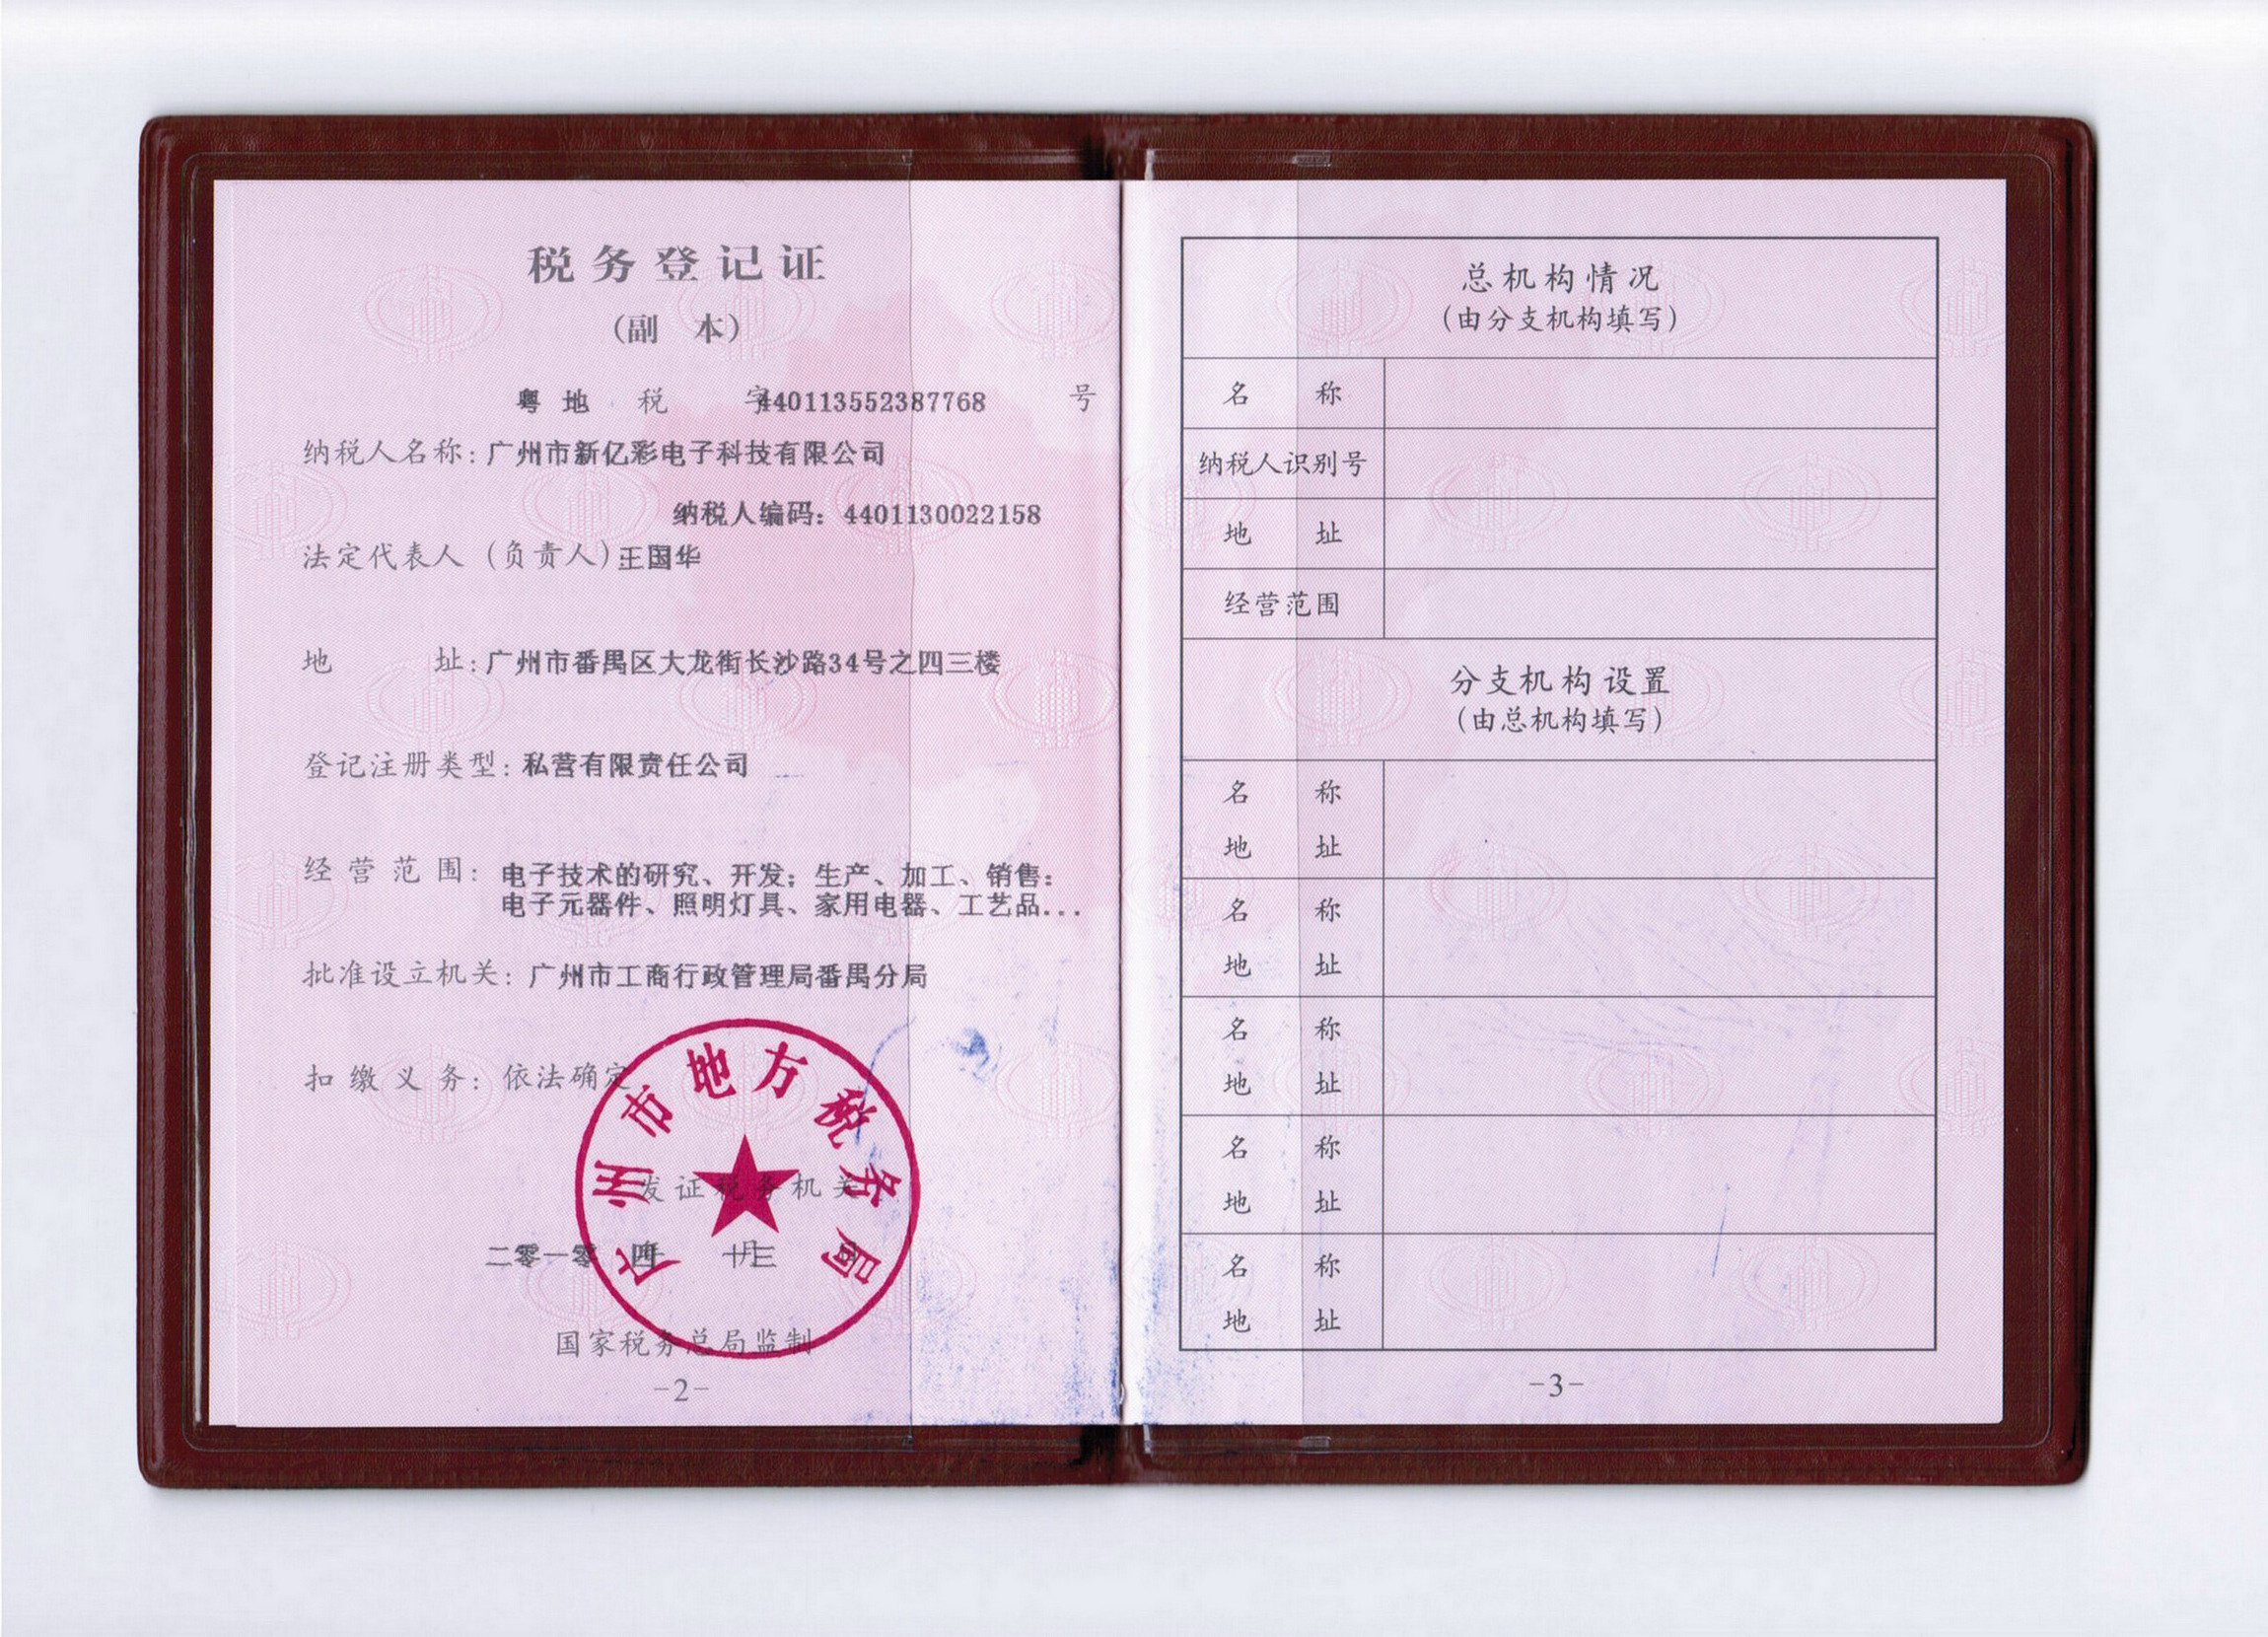 税务登记证
(副 本)
粤地 税 字440113552387768 号
纳税人名称:广州市新亿彩电子科技有限公司
纳税人编码:4401130022158
法定代表人(负责人):王国华
地 址:广州市番禺区大龙街长沙路34号之四三楼
登记注册类型:私营有限责任公司
经营范围:电子技术的研究、开发;生产、加工、销售:
电子元器件、照明灯具、家用电器、工艺品...
批准设立机关:广州市工商行政管理局番禺分局
扣缴义务:依法确定
广州市地方税务局
发证税务机关
二零一零 年 四 月 十三
国家税务总局监制
-2-
总机构情况
(由分支机构填写)
名 称
纳税人识别号
地 址
经营范围
分支机构设置
(由总机构填写)
名 称
地 址
名 称
地 址
名 称
地 址
名 称
地 址
名 称
地 址
-3-